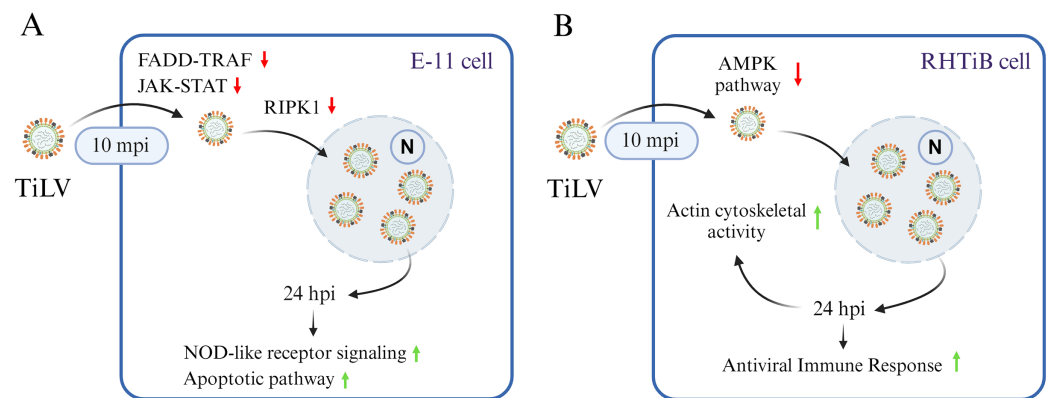 A
FADD-TRAF
JAK-STAT
E-11 cell
RIPK1
10 mpi
N
TiLV
24 hpi
NOD-like receptor signaling
Apoptotic pathway
B
AMPK
pathway
RHTiB cell
10 mpi
N
TiLV
Actin cytoskeletal
activity
24 hpi
Antiviral Immune Response